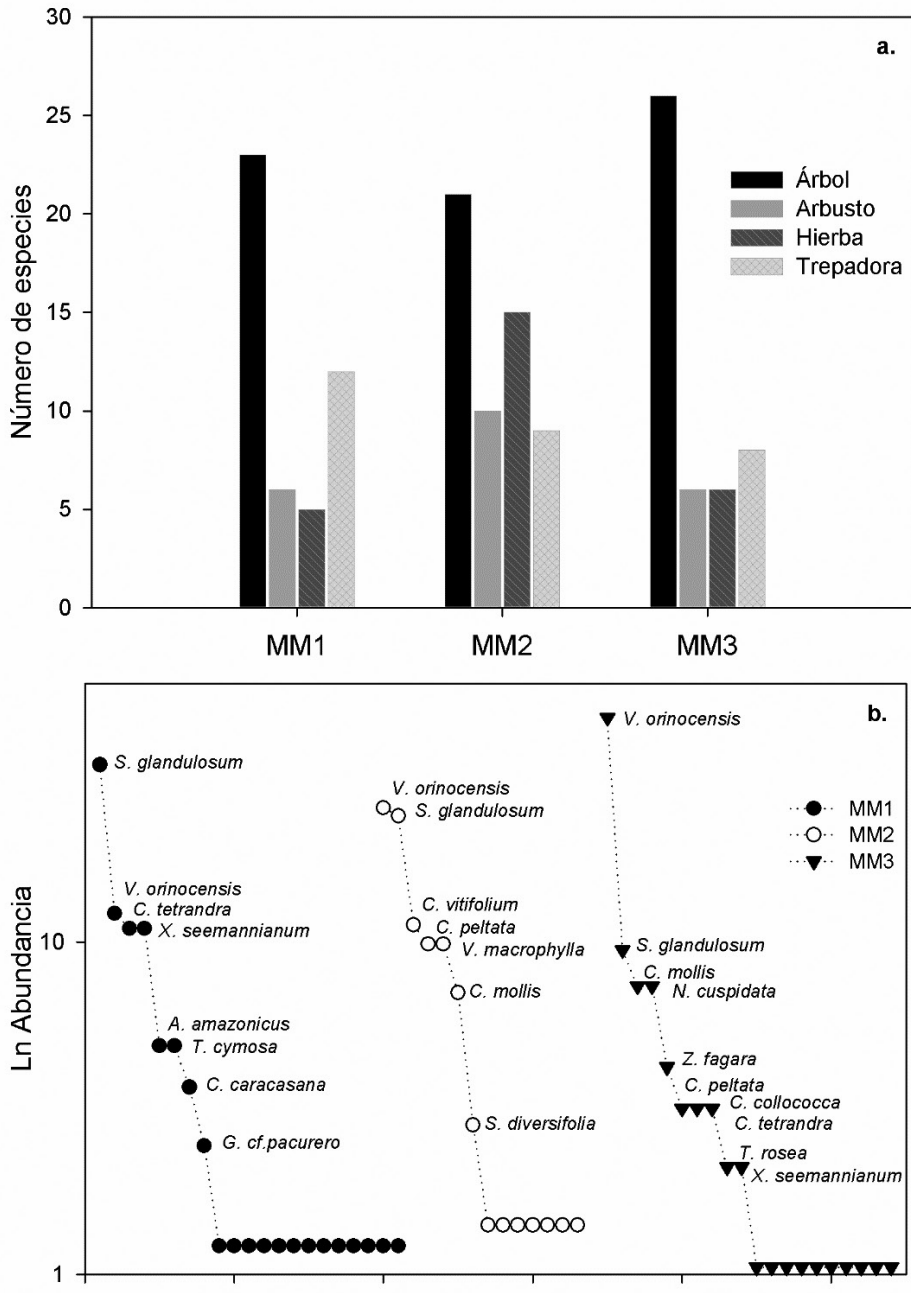 30
a.
25
20
15
10
5
0
Número de especies
Árbol
Arbusto
Hierba
Trepadora
MM1 MM2 MM3
b.
Ln Abundancia
10
1
S. glandulosum
V. orinocensis
C. tetrandra
X. seemannianum
A. amazonicus
T. cymosa
C. caracasana
G. cf.pacurero
V. orinocensis
S. glandulosum
C. vitifolium
C. peltata
V. macrophylla
C. mollis
S. diversifolia
V. orinocensis
S. glandulosum
C. mollis
N. cuspidata
Z. fagara
C. peltata
C. collococca
C. tetrandra
T. rosea
X. seemannianum
MM1
MM2
MM3